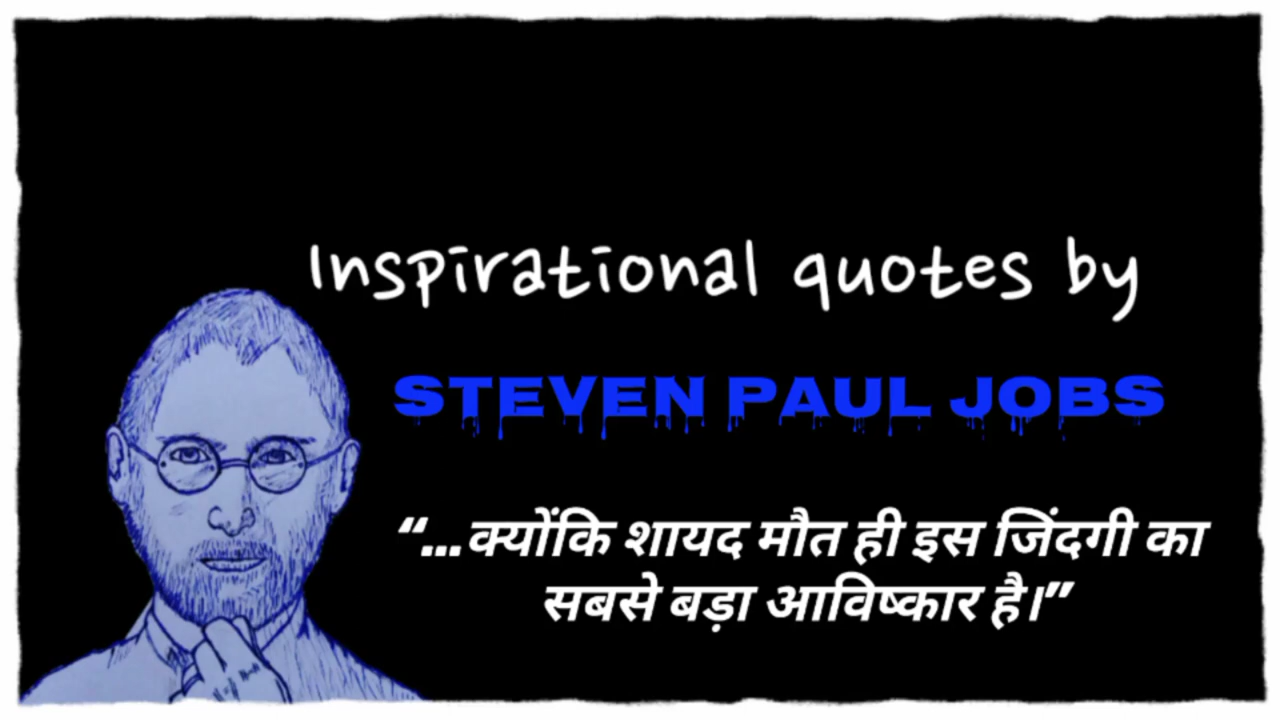 Inspirational quotes by
STEVEN PAUL JOBS
“...क्योंकि शायद मौत ही इस जिंदगी का
सबसे बड़ा आविष्कार है।”